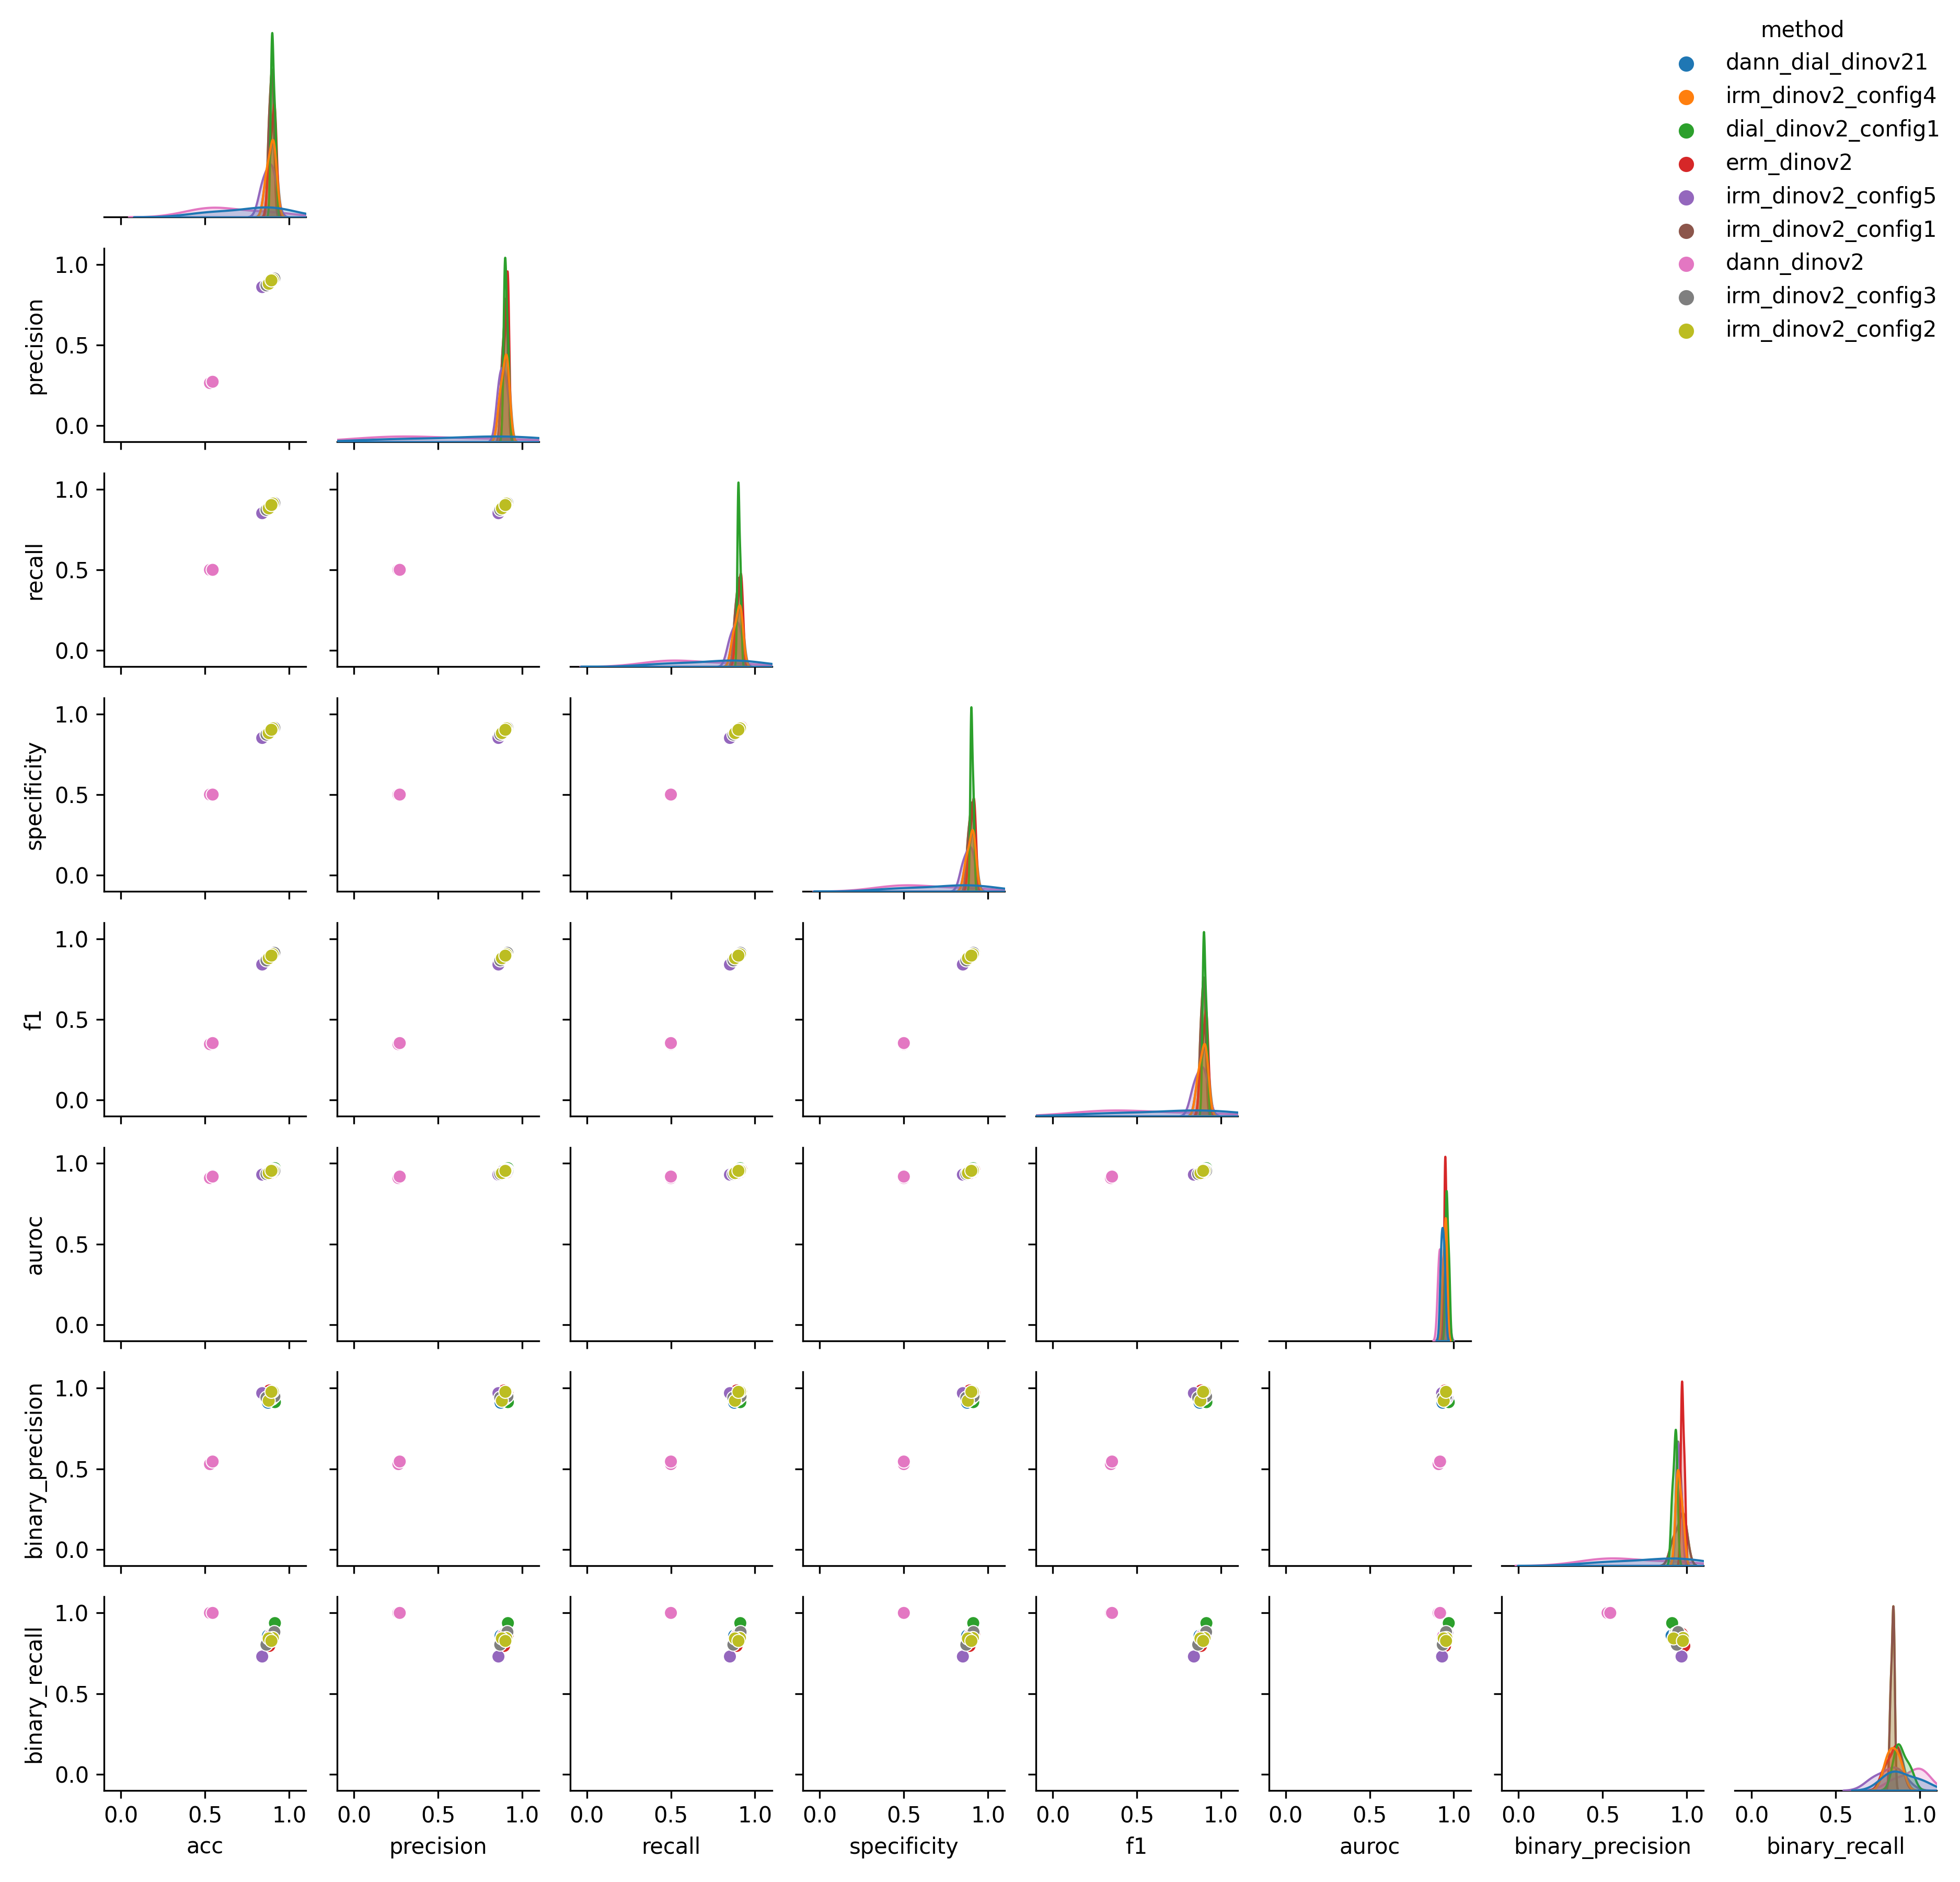 method
dann_dial_dinov21
irm_dinov2_config4
dial_dinov2_config1
erm_dinov2
irm_dinov2_config5
irm_dinov2_config1
dann_dinov2
irm_dinov2_config3
irm_dinov2_config2
1.0
0.5
0.0
precision
1.0
0.5
0.0
recall
1.0
0.5
0.0
specificity
1.0
0.5
0.0
f1
1.0
0.5
0.0
auroc
1.0
0.5
0.0
binary_precision
1.0
0.5
0.0
binary_recall
0.0 0.5 1.0 0.0 0.5 1.0 0.0 0.5 1.0 0.0 0.5 1.0 0.0 0.5 1.0 0.0 0.5 1.0 0.0 0.5 1.0 0.0 0.5 1.0
acc precision recall specificity f1 auroc binary_precision binary_recall